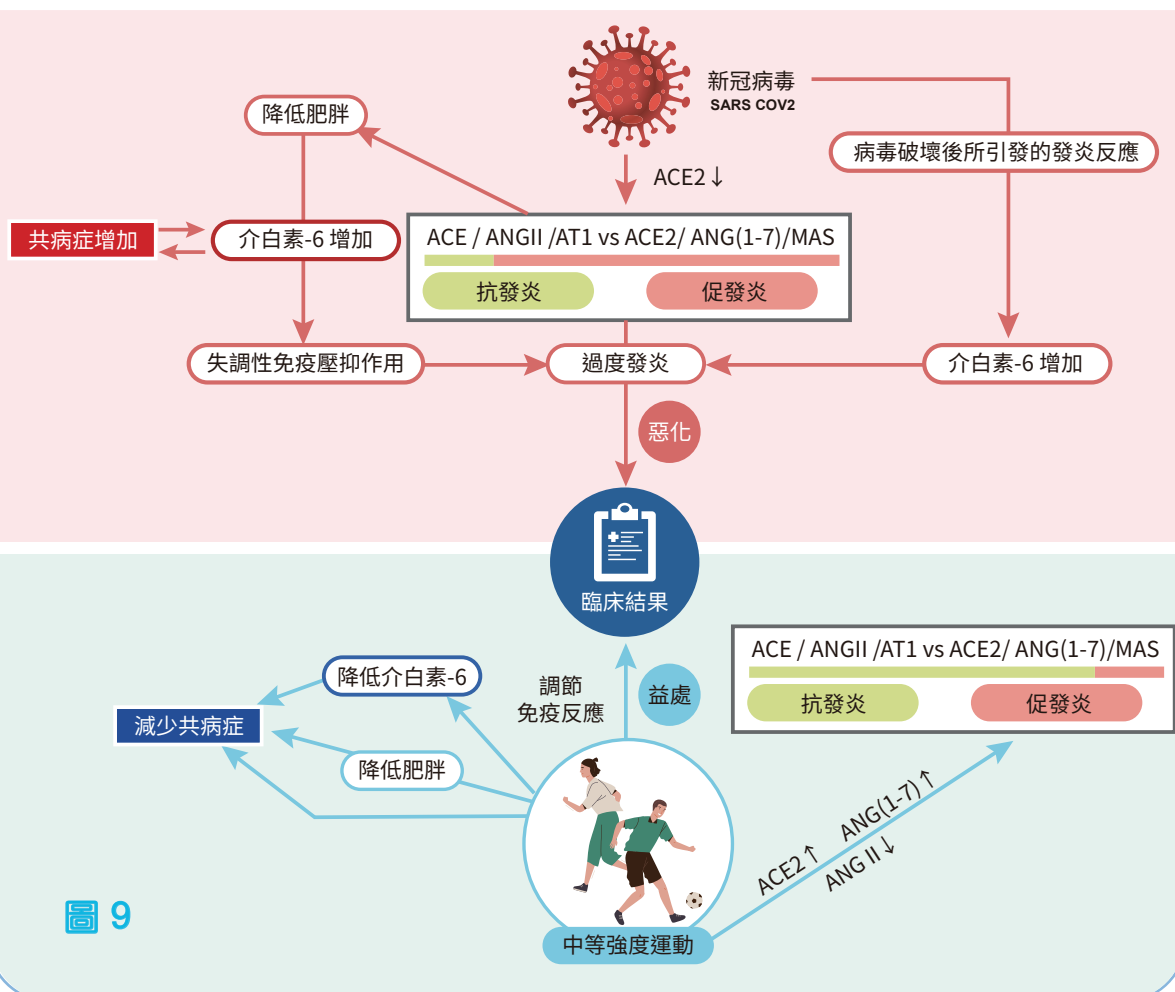 新冠病毒
SARS COV2
降低肥胖
病毒破壞後所引發的發炎反應
ACE2↓
共病症增加
介白素-6 增加
ACE / ANGII /AT1 vs ACE2/ ANG(1-7)/MAS
抗發炎
促發炎
失調性免疫壓抑作用
過度發炎
介白素-6 增加
惡化
臨床結果
ACE / ANGII /AT1 vs ACE2/ ANG(1-7)/MAS
抗發炎
促發炎
降低介白素-6
調節
免疫反應
益處
減少共病症
降低肥胖
ACE2↑
ANG(1-7)↑
ANG II↓
圖 9
中等強度運動